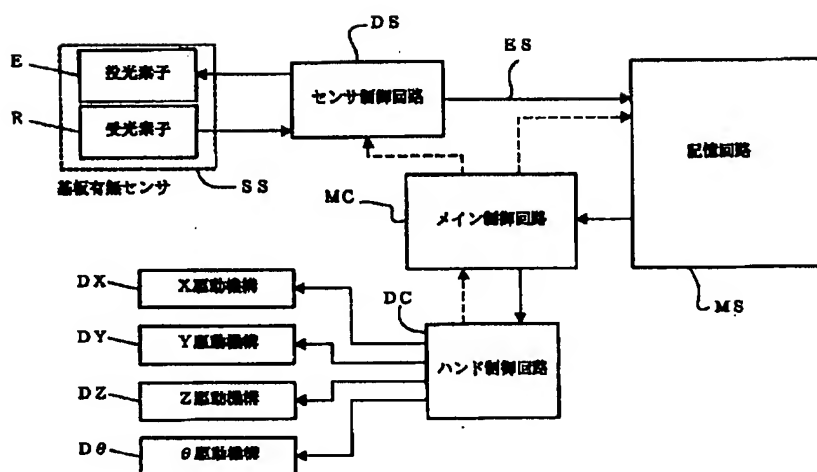 DS
E
投光素子
ES
センサ制御回路
R
受光素子
記憶回路
基板有無センサ
SS
MC
メイン制御回路
DX
X駆動機構
DC
MS
DY
Y駆動機構
ハンド制御回路
DZ
Z駆動機構
Dθ
θ駆動機構